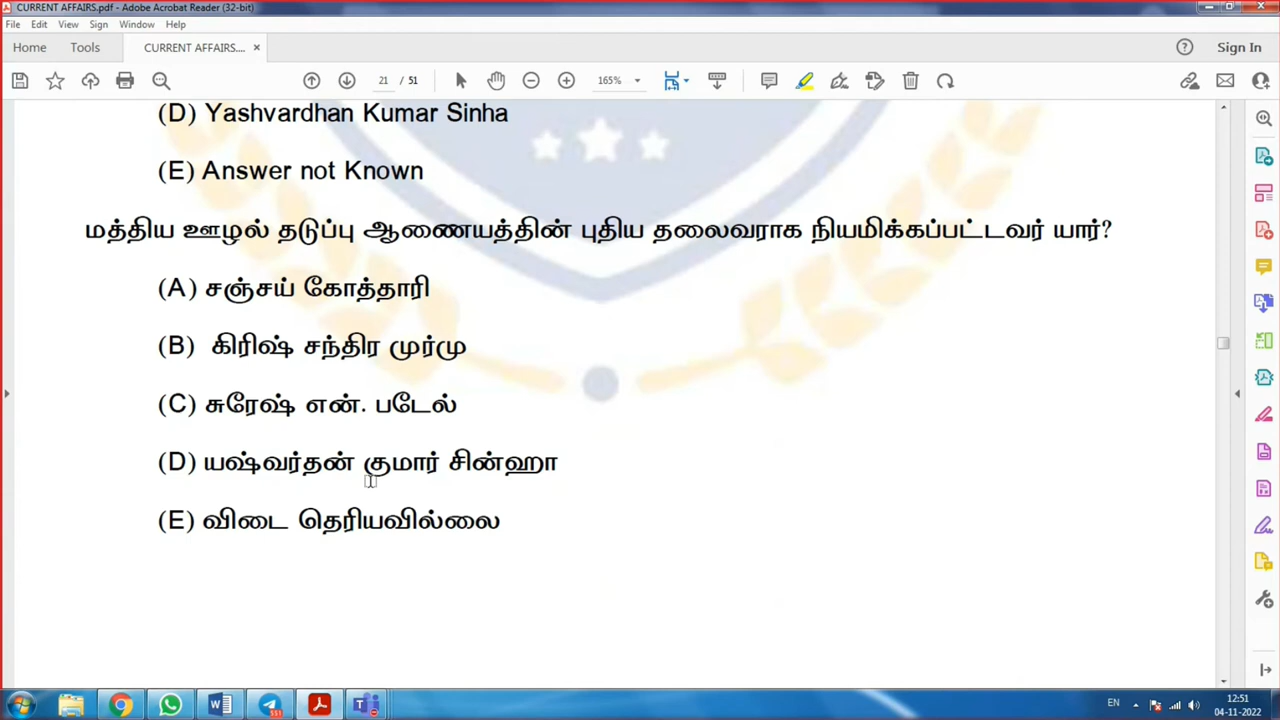 CURRENT AFFAIRS.pdf - Adobe Acrobat Reader (32-bit)
File Edit View Sign Window Help
Home Tools CURRENT AFFAIRS.... × Sign In
21 / 51 165%
(D) Yashvardhan Kumar Sinha
(E) Answer not Known
மத்திய ஊழல் தடுப்பு ஆணையத்தின் புதிய தலைவராக நியமிக்கப்பட்டவர் யார்?
(A) சஞ்சய் கோத்தாரி
(B) கிரிஷ் சந்திர முர்மு
(C) சுரேஷ் என். படேல்
(D) யஷ்வர்தன் குமார் சின்ஹா
(E) விடை தெரியவில்லை
EN 12:51
04-11-2022